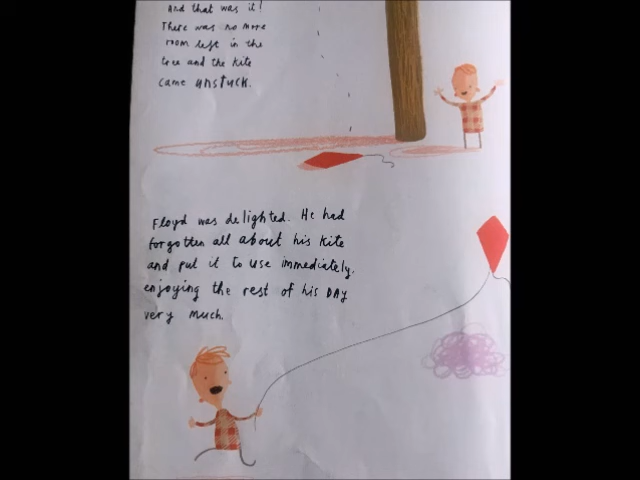 And that was it!
There was no more
room left in the
tree and the kite
came unstuck.
Floyd was delighted. He had
forgotten all about his kite
and put it to use immediately,
enjoying the rest of his DAY
very much.